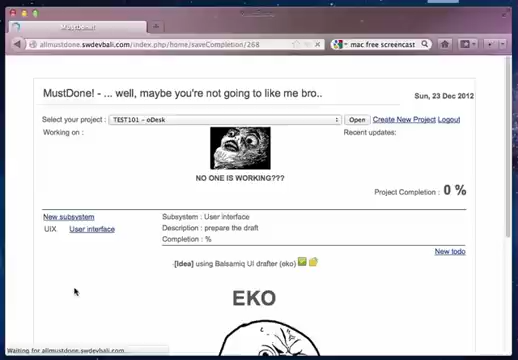 MustDone!
allmustdone.swdevbali.com/index.php/home/saveCompletion/268
mac free screencast
MustDone! - ... well, maybe you're not going to like me bro..
Sun, 23 Dec 2012
Select your project : TEST101 - oDesk Open Create New Project Logout
Working on : Recent updates:
NO ONE IS WORKING???
Project Completion : 0 %
New subsystem
UIX User interface
Subsystem : User interface
Description : prepare the draft
Completion : %
New todo
-[Idea] using Balsamiq UI drafter (eko)
EKO
Waiting for allmustdone.swdevbali.com...